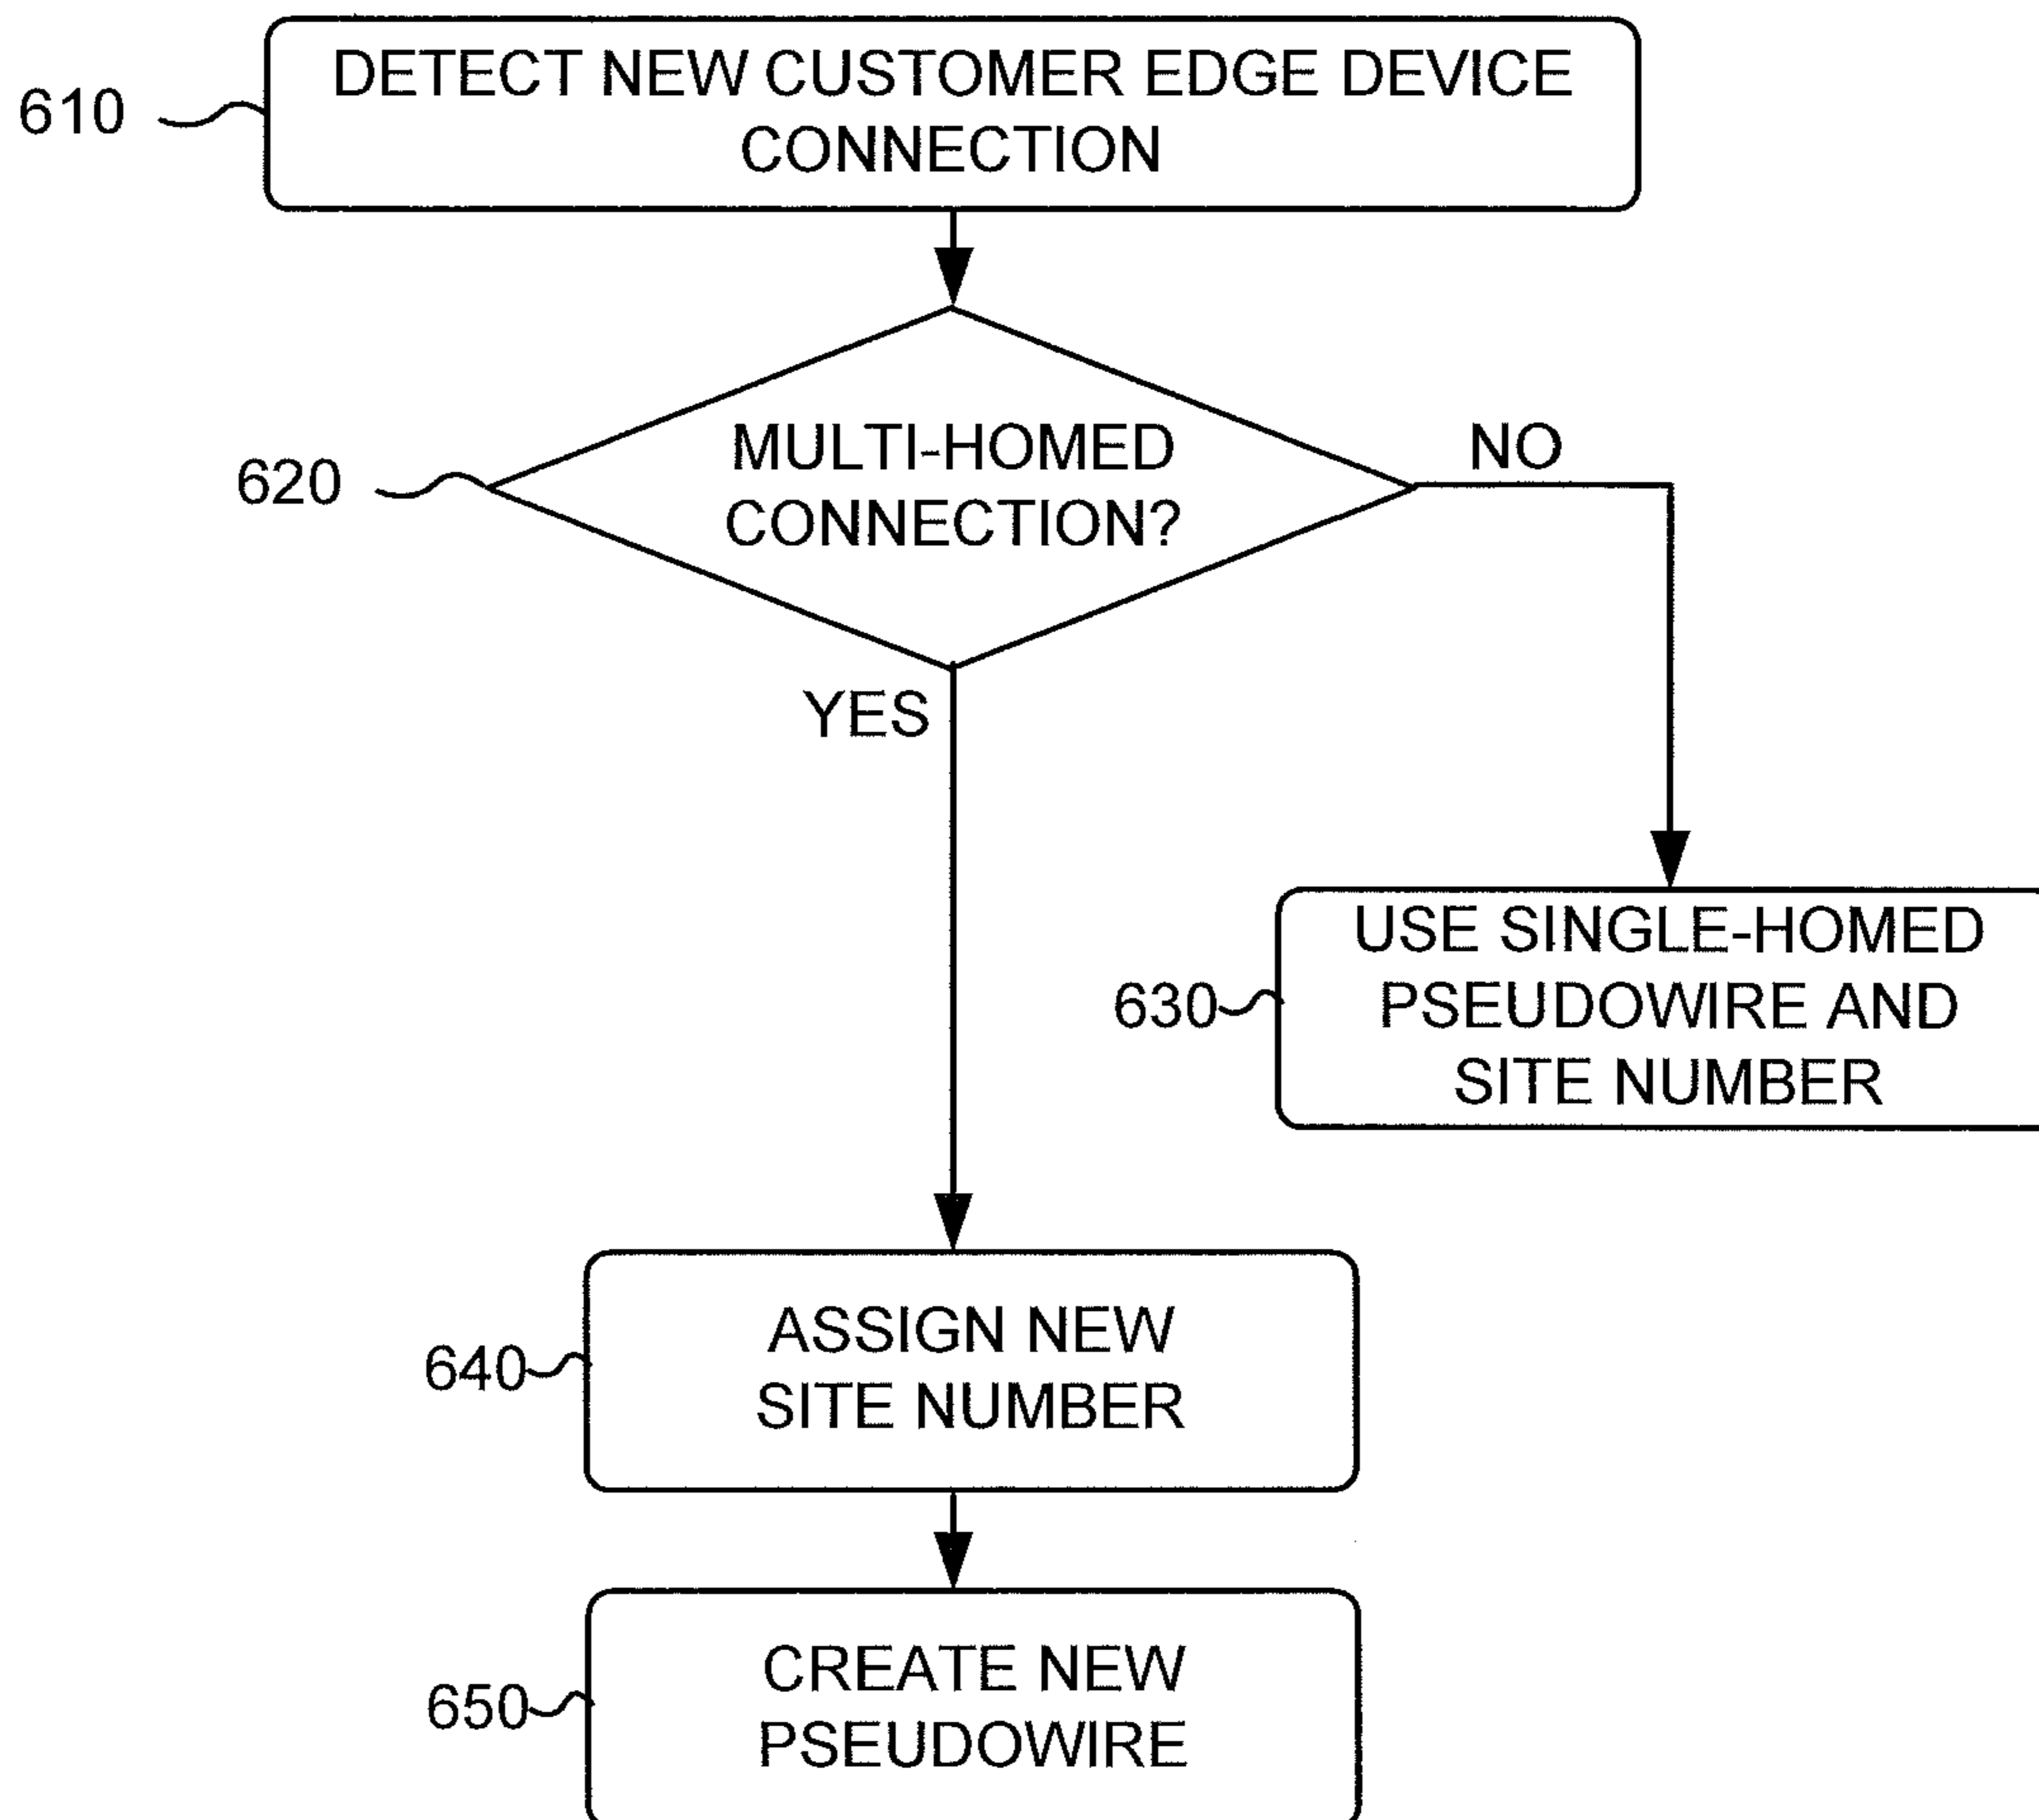 DETECT NEW CUSTOMER EDGE DEVICE
CONNECTION
610
MULTI-HOMED
CONNECTION?
620
NO
YES
USE SINGLE-HOMED
PSEUDOWIRE AND
SITE NUMBER
630
ASSIGN NEW
SITE NUMBER
640
CREATE NEW
PSEUDOWIRE
650